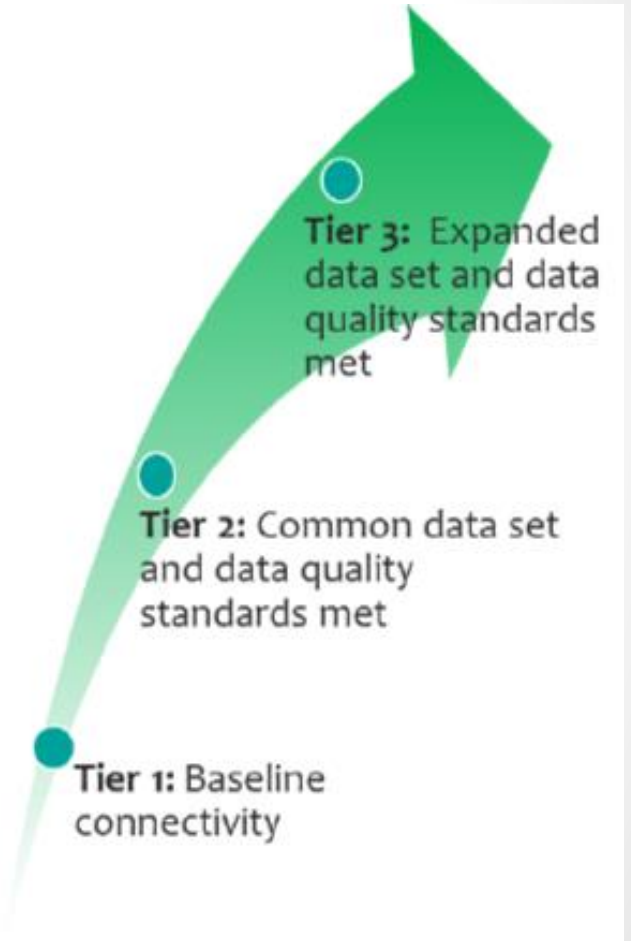 Tier 3: Expanded
data set and data
quality standards
met
Tier 2: Common data set
and data quality
standards met
Tier 1: Baseline
connectivity